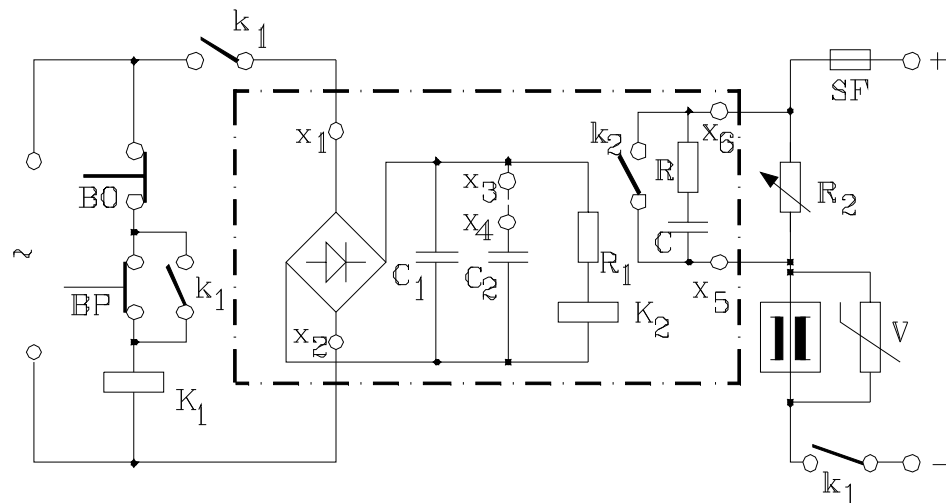 k1
SF
+
x1
k2
x6
BO
x3
R
R2
~
x4
C
BP
k1
C1
C2
R1
x5
K2
x2
V
K1
k1
−